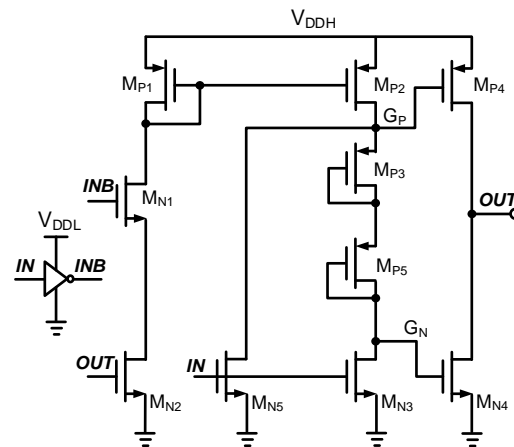 VDDH
MP1
MP2
MP4
GP
MP3
INB
MN1
VDDL
OUT
IN
INB
MP5
GN
OUT
IN
MN2
MN5
MN3
MN4